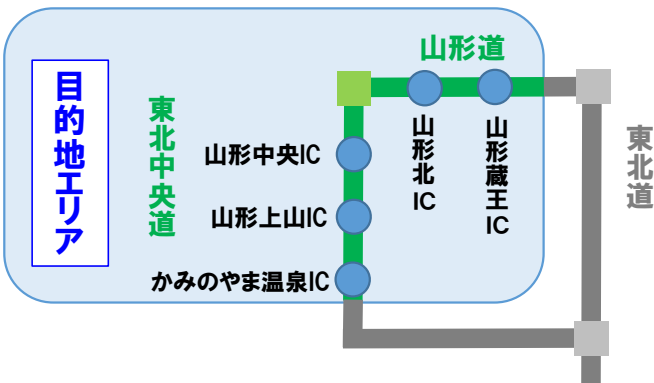 山形道
目的地エリア
東北中央道
山形中央IC
山形北IC
山形蔵王IC
東北道
山形上山IC
かみのやま温泉IC